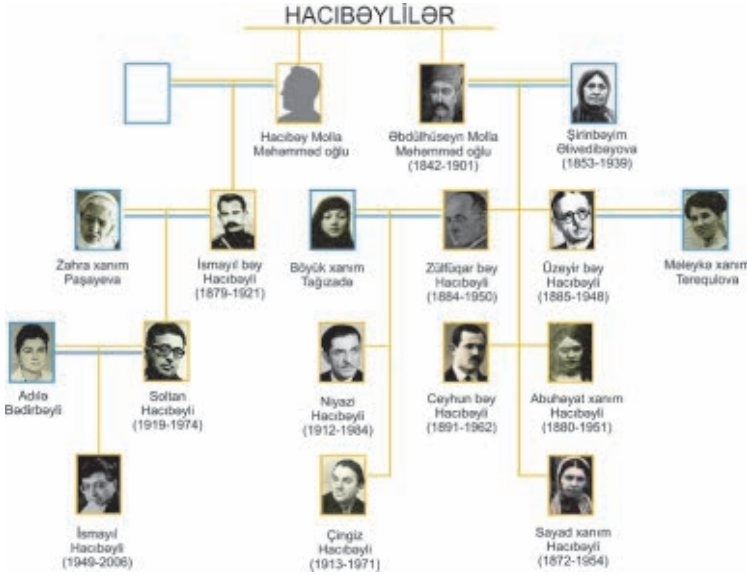 HACIBƏYLİLƏR
Hacıbəy Molla
Məhəmməd oğlu
Əbdülhüseyn Molla
Məhəmməd oğlu
(1842-1901)
Şirinbəyim
Əlivedibəyova
(1853-1939)
Zəhra xanım
Paşayeva
İsmayıl bəy
Hacıbəyli
(1879-1921)
Böyük xanım
Tağızadə
Zülfüqar bəy
Hacıbəyli
(1884-1950)
Üzeyir bəy
Hacıbəyli
(1885-1948)
Məleykə xanım
Terequlova
Adilə
Bədirbəyli
Soltan
Hacıbəyli
(1919-1974)
Niyazi
Hacıbəyli
(1912-1984)
Ceyhun bəy
Hacıbəyli
(1891-1962)
Abuhəyat xanım
Hacıbəyli
(1880-1951)
İsmayıl
Hacıbəyli
(1949-2006)
Çingiz
Hacıbəyli
(1913-1971)
Sayad xanım
Hacıbəyli
(1872-1954)